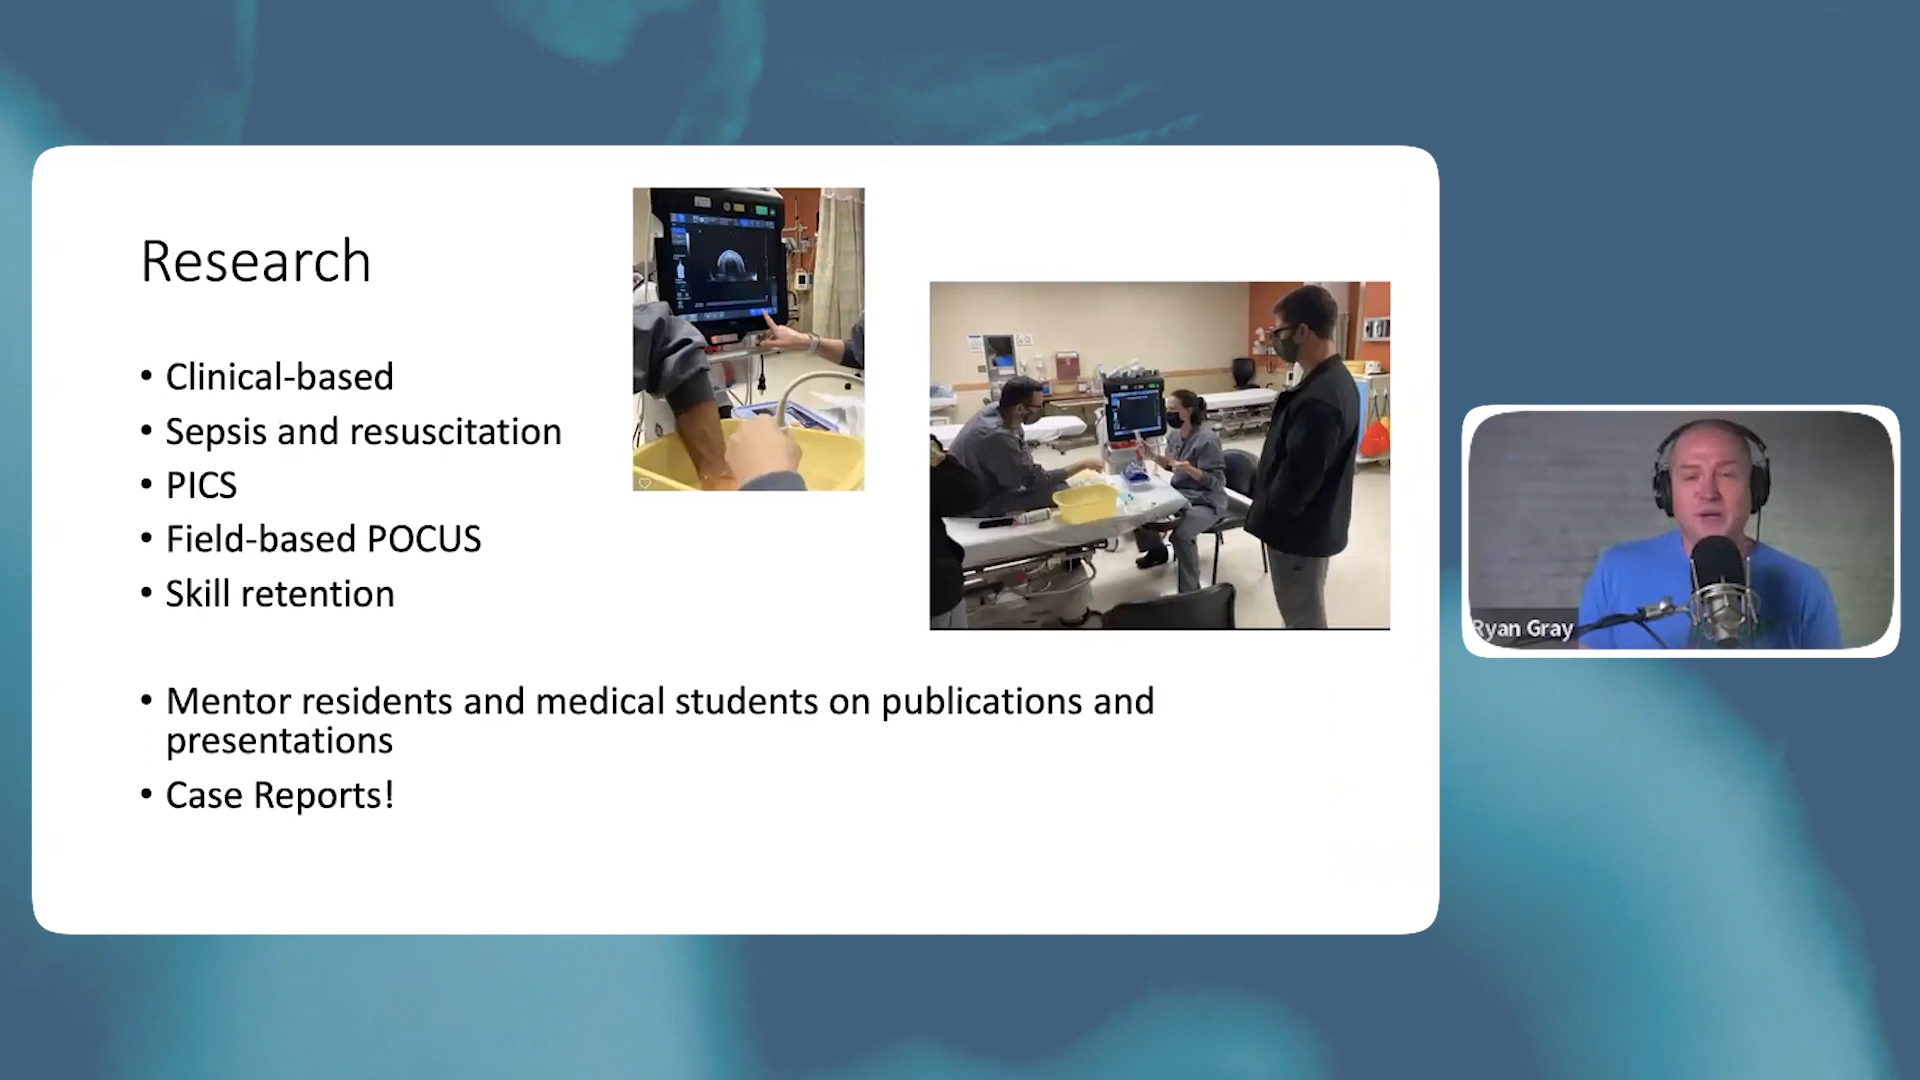 Research
• Clinical-based
• Sepsis and resuscitation
• PICS
• Field-based POCUS
• Skill retention
• Mentor residents and medical students on publications and
presentations
• Case Reports!
Ryan Gray